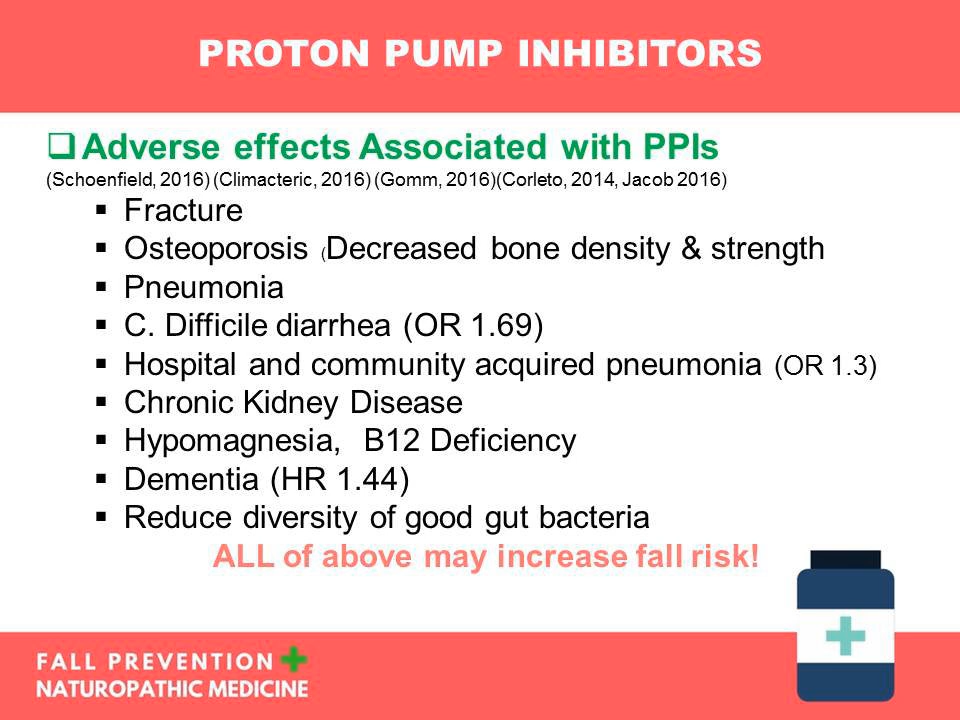 PROTON PUMP INHIBITORS
Adverse effects Associated with PPIs
(Schoenfield, 2016) (Climacteric, 2016) (Gomm, 2016)(Corleto, 2014, Jacob 2016)
Fracture
Osteoporosis (Decreased bone density & strength
Pneumonia
C. Difficile diarrhea (OR 1.69)
Hospital and community acquired pneumonia (OR 1.3)
Chronic Kidney Disease
Hypomagnesia, B12 Deficiency
Dementia (HR 1.44)
Reduce diversity of good gut bacteria
ALL of above may increase fall risk!
FALL PREVENTION
NATUROPATHIC MEDICINE